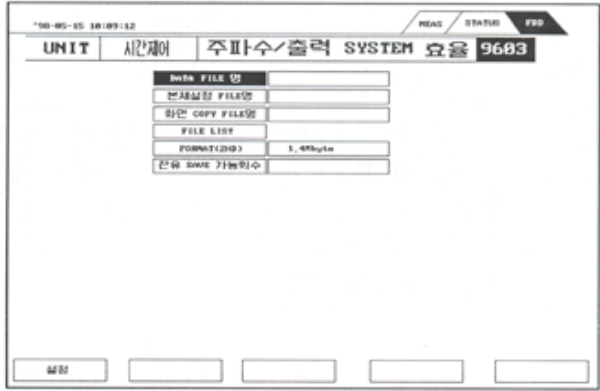 '98-05-15 10:09:12 MEAS STATUS FDD
UNIT 시간제어 주파수/출력 SYSTEM 효율 9603
DATA FILE 명
본체설정 FILE명
화면 COPY FILE명
FILE LIST
FORMAT(2HD) 1,4Mbyte
잔유 SAVE 가능회수
설정